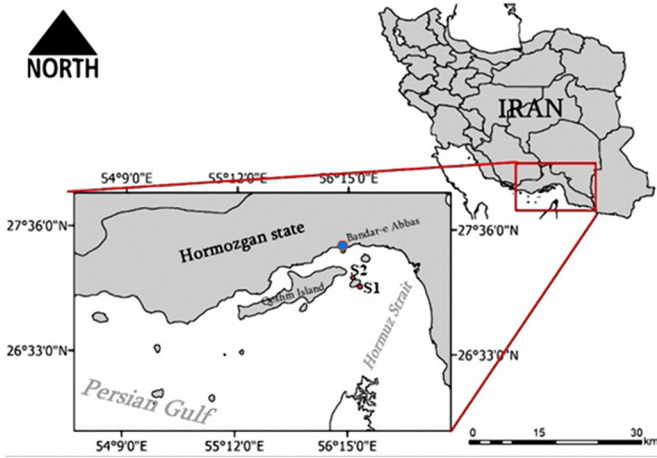 NORTH
IRAN
54°9'0"E
55°12'0"E
56°15'0"E
27°36'0"N
27°36'0"N
Hormozgan state
Bandar-e Abbas
S2
S1
Qeshm Island
Hormuz Strait
26°33'0"N
26°33'0"N
Persian Gulf
54°9'0"E
55°12'0"E
56°15'0"E
0 15 30
km